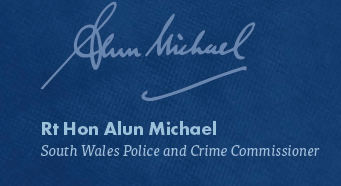 Alun Michael
Rt Hon Alun Michael
South Wales Police and Crime Commissioner